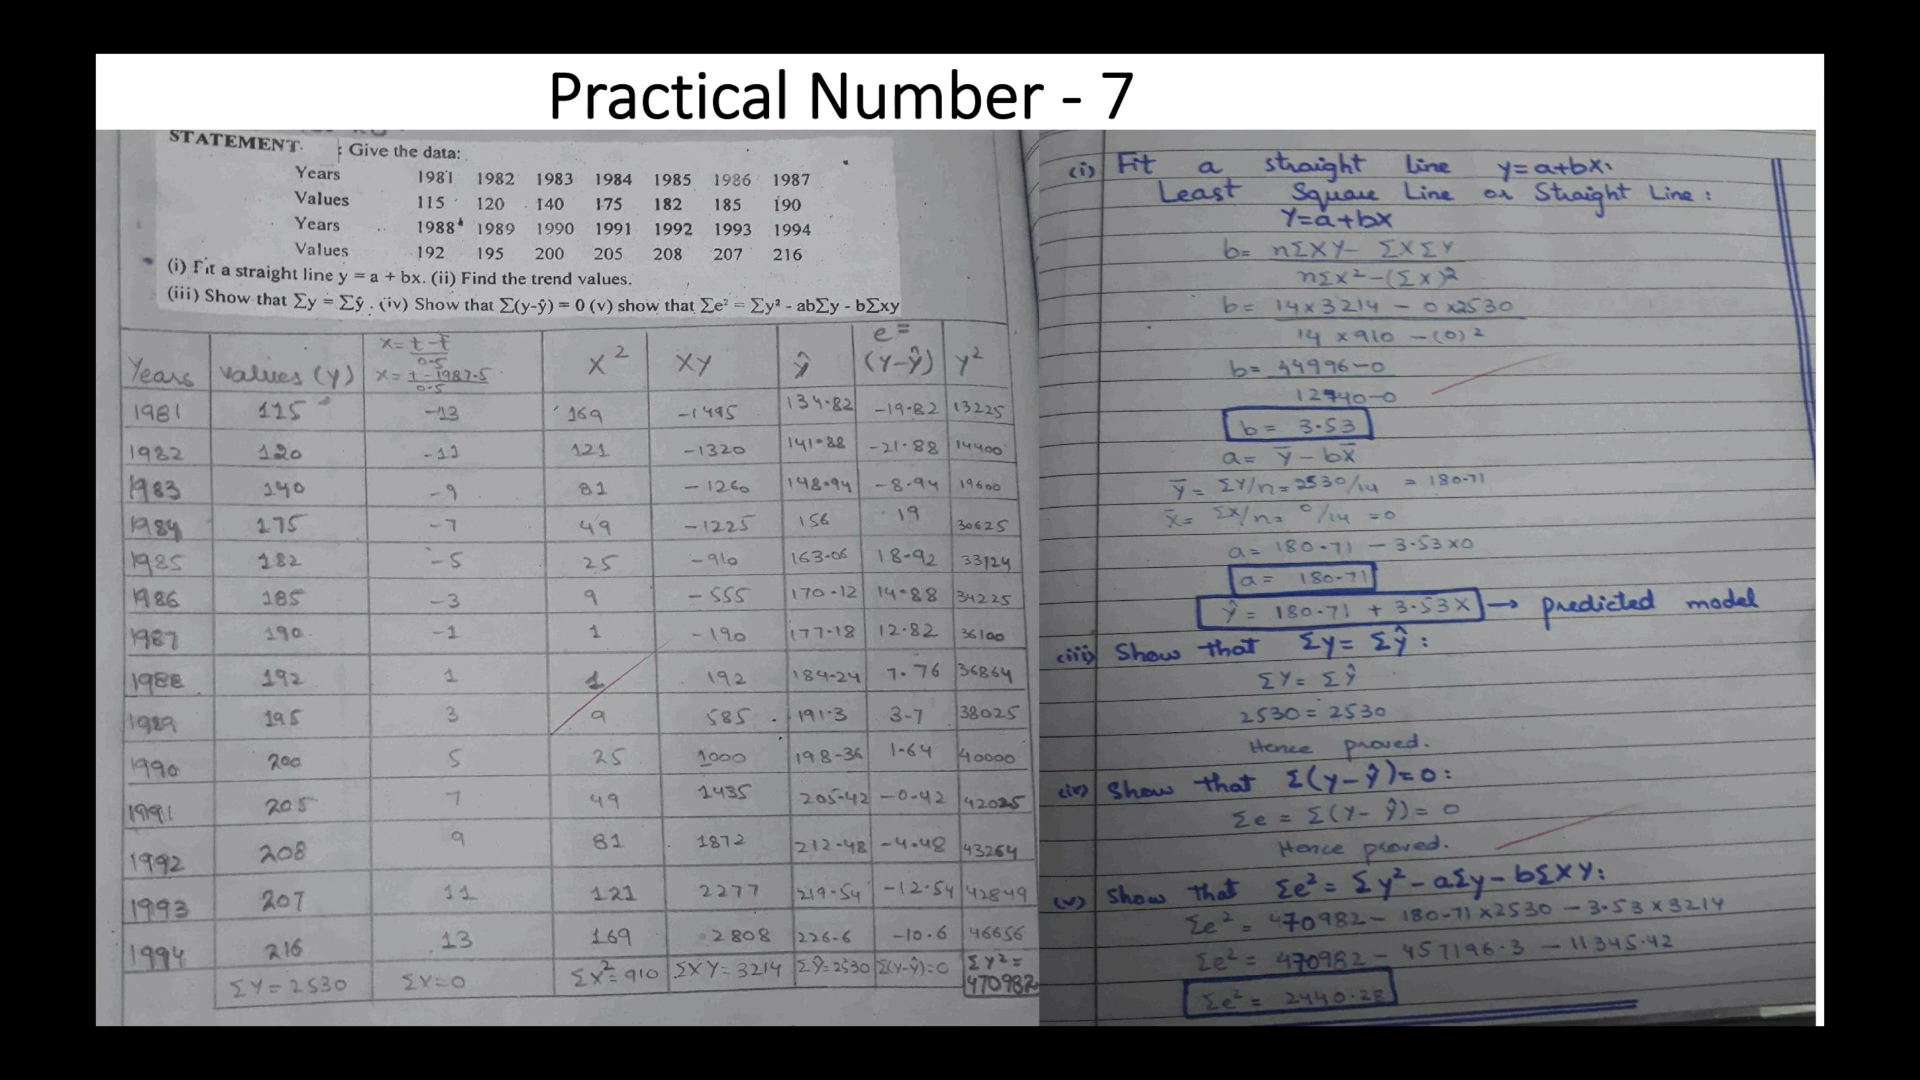 Practical Number - 7
STATEMENT : Give the data:
Years 1981 1982 1983 1984 1985 1986 1987
Values 115 120 140 175 182 185 190
Years 1988 1989 1990 1991 1992 1993 1994
Values 192 195 200 205 208 207 216
(i) Fit a straight line y = a + bx. (ii) Find the trend values.
(iii) Show that Σy = Σŷ. (iv) Show that Σ(y-ŷ) = 0 (v) show that Σe² = Σy² - abΣy - bΣxy
Years values (y) x= t-t̄/0.5 x= t-1987.5/0.5 X² XY ŷ e= (Y-ŷ) y²
1981 115 -13 169 -1495 134.82 -19.82 13225
1982 120 -11 121 -1320 141.88 -21.88 14400
1983 140 -9 81 -1260 148.94 -8.94 19600
1984 175 -7 49 -1225 156 19 30625
1985 182 -5 25 -910 163.06 18.92 33124
1986 185 -3 9 -555 170.12 14.88 34225
1987 190 -1 1 -190 177.18 12.82 36100
1988 192 1 1 192 184.24 7.76 36864
1989 195 3 9 585 191.3 3.7 38025
1990 200 5 25 1000 198.36 1.64 40000
1991 205 7 49 1435 205.42 -0.42 42025
1992 208 9 81 1872 212.48 -4.48 43264
1993 207 11 121 2277 219.54 -12.54 42849
1994 216 13 169 2808 226.6 -10.6 46656
ΣY=2530 ΣX=0 ΣX²=910 ΣXY=3214 ΣŶ=2530 Σ(Y-Ŷ)=0 ΣY²=470982
(i) Fit a straight line y=a+bx.
Least Square Line or Straight Line:
Y=a+bx
b= nΣXY- ΣXΣY
nΣX²-(Σx)²
b= 14x3214 - 0x2530
14 x910 -(0)²
b= 44996-0
12740-0
b= 3.53
a= ȳ - bx̄
ȳ= ΣY/n=2530/14 = 180.71
x̄= Σx/n= 0/14 =0
a= 180.71 - 3.53x0
a= 180.71
Ŷ= 180.71 + 3.53X → predicted model
(iii) Show that ΣY= ΣŶ:
ΣY= ΣŶ
2530=2530
Hence proved.
(iv) Show that Σ(y-ŷ)=0:
Σe = Σ(Y-Ŷ)= 0
Hence proved.
(v) Show that Σe²= Σy²-aΣy-bΣXY:
Σe²= 470982- 180.71x2530 -3.53x3214
Σe²= 470982- 457196.3 - 11345.42
Σe²= 2440.28